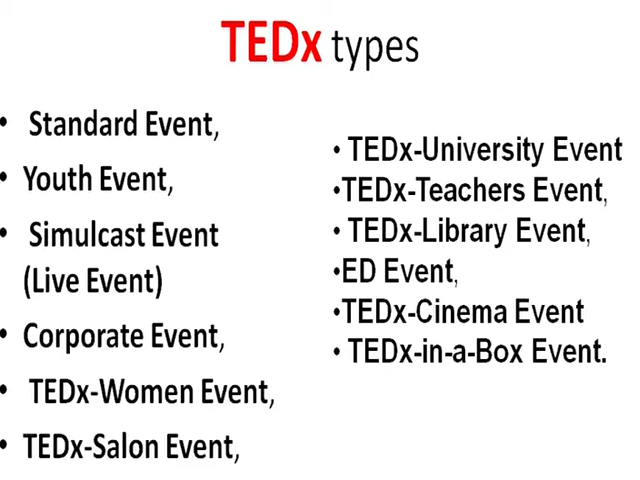 TEDx types
• Standard Event,
• Youth Event,
• Simulcast Event
(Live Event)
• Corporate Event,
• TEDx-Women Event,
• TEDx-Salon Event,
• TEDx-University Event
•TEDx-Teachers Event,
• TEDx-Library Event,
•ED Event,
•TEDx-Cinema Event
• TEDx-in-a-Box Event.